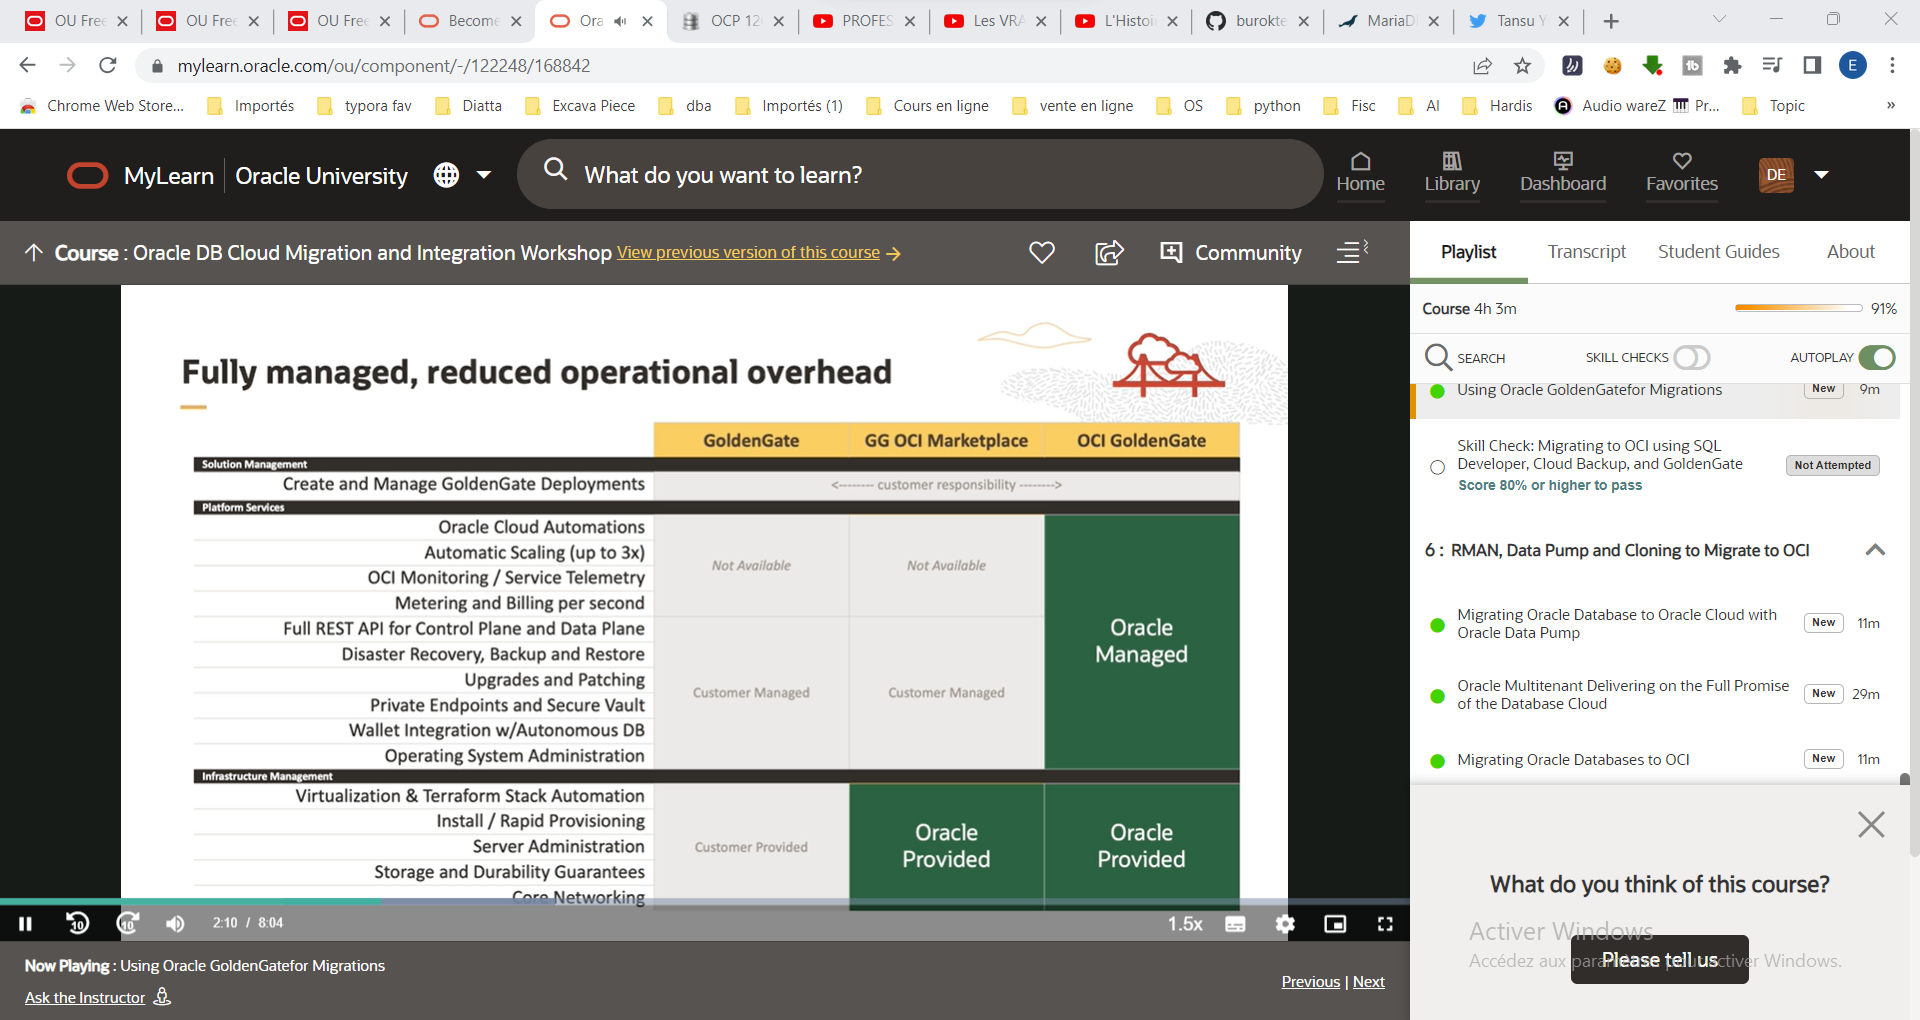 OU Free
OU Free
OU Free
Become
Ora
OCP 12
PROFES
Les VRA
L'Histoi
burokte
MariaD
Tansu Y
mylearn.oracle.com/ou/component/-/122248/168842
E
Chrome Web Store...
Importés
typora fav
Diatta
Excava Piece
dba
Importés (1)
Cours en ligne
vente en ligne
OS
python
Fisc
AI
Hardis
Audio wareZ
Pr...
Topic
»
MyLearn
Oracle University
What do you want to learn?
Home
Library
Dashboard
Favorites
DE
Course : Oracle DB Cloud Migration and Integration Workshop View previous version of this course →
Community
Playlist
Transcript
Student Guides
About
Course 4h 3m
91%
SEARCH
SKILL CHECKS
AUTOPLAY
Using Oracle GoldenGatefor Migrations
New
9m
Skill Check: Migrating to OCI using SQL
Developer, Cloud Backup, and GoldenGate
Score 80% or higher to pass
Not Attempted
6 : RMAN, Data Pump and Cloning to Migrate to OCI
Migrating Oracle Database to Oracle Cloud with
Oracle Data Pump
New
11m
Oracle Multitenant Delivering on the Full Promise
of the Database Cloud
New
29m
Migrating Oracle Databases to OCI
New
11m
What do you think of this course?
Please tell us
Activer Windows
Accédez aux paramètres pour activer Windows.
Fully managed, reduced operational overhead
GoldenGate
GG OCI Marketplace
OCI GoldenGate
Solution Management
Create and Manage GoldenGate Deployments
<-------- customer responsibility -------->
Platform Services
Oracle Cloud Automations
Automatic Scaling (up to 3x)
OCI Monitoring / Service Telemetry
Metering and Billing per second
Not Available
Not Available
Full REST API for Control Plane and Data Plane
Disaster Recovery, Backup and Restore
Upgrades and Patching
Private Endpoints and Secure Vault
Wallet Integration w/Autonomous DB
Operating System Administration
Customer Managed
Customer Managed
Oracle
Managed
Infrastructure Management
Virtualization & Terraform Stack Automation
Install / Rapid Provisioning
Server Administration
Storage and Durability Guarantees
Core Networking
Customer Provided
Oracle
Provided
Oracle
Provided
10
10
2:10 / 8:04
1.5x
Now Playing : Using Oracle GoldenGatefor Migrations
Ask the Instructor
Previous | Next